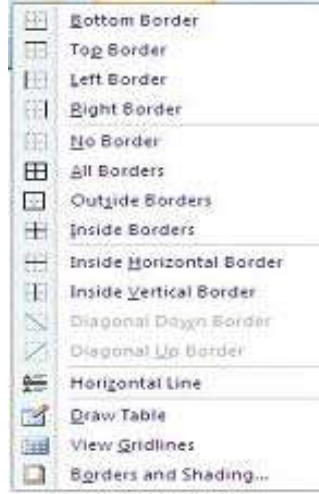 Bottom Border
Top Border
Left Border
Right Border
No Border
All Borders
Outside Borders
Inside Borders
Inside Horizontal Border
Inside Vertical Border
Diagonal Down Border
Diagonal Up Border
Horizontal Line
Draw Table
View Gridlines
Borders and Shading...